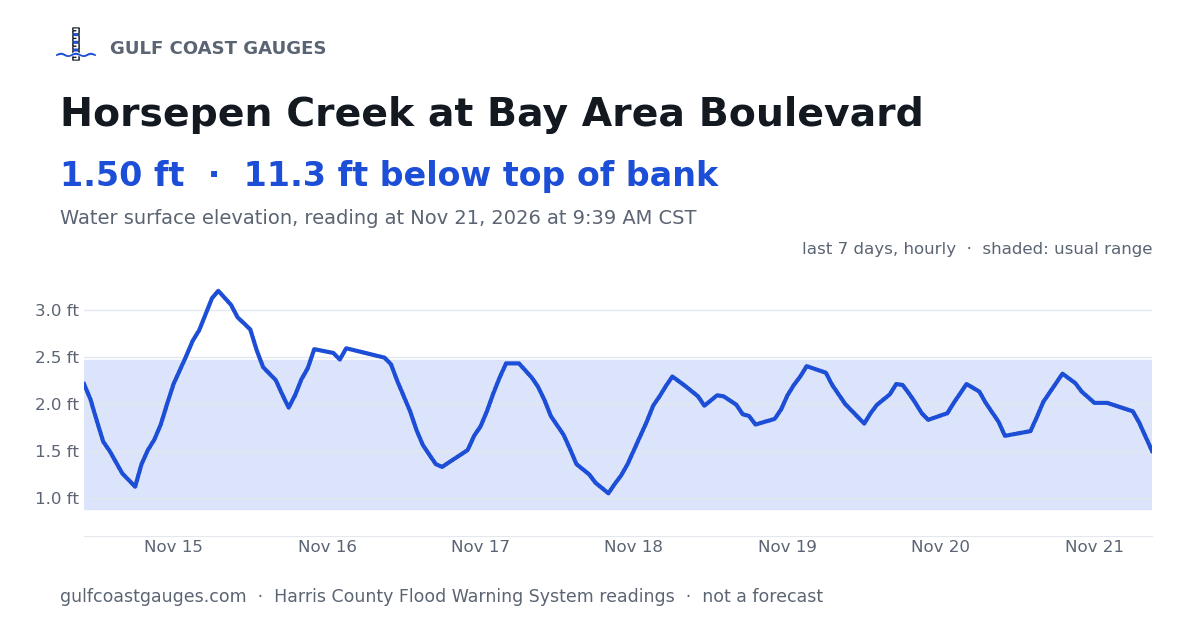 GULF COAST GAUGES
Horsepen Creek at Bay Area Boulevard
1.50 ft · 11.3 ft below top of bank
Water surface elevation, reading at Nov 21, 2026 at 9:39 AM CST
last 7 days, hourly · shaded: usual range
3.0 ft
2.5 ft
2.0 ft
1.5 ft
1.0 ft
Nov 15 Nov 16 Nov 17 Nov 18 Nov 19 Nov 20 Nov 21
gulfcoastgauges.com · Harris County Flood Warning System readings · not a forecast